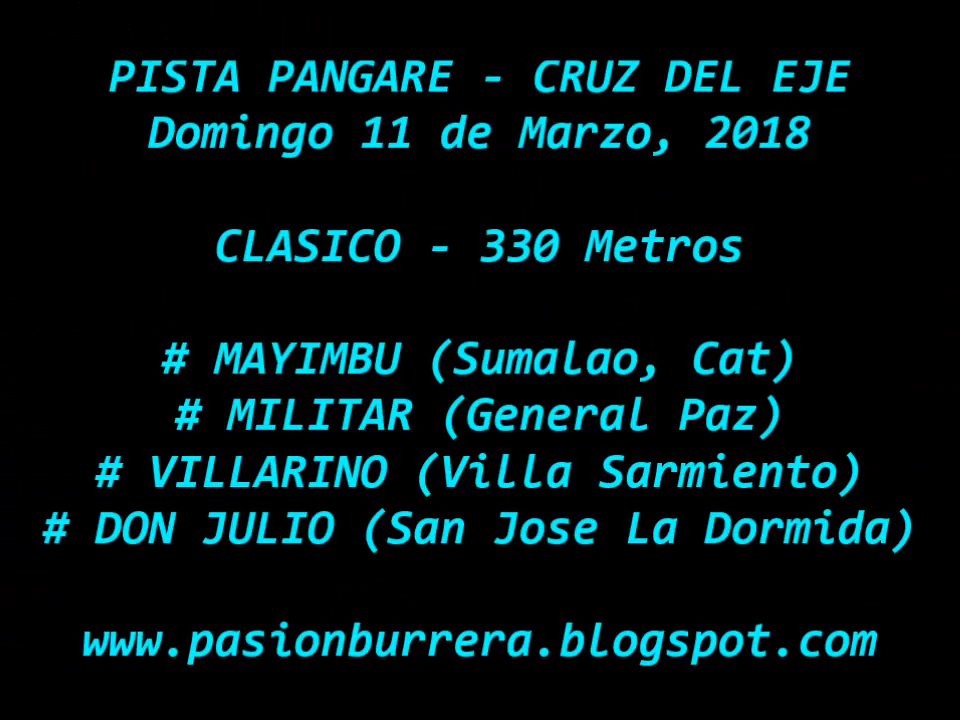 PISTA PANGARE - CRUZ DEL EJE
Domingo 11 de Marzo, 2018
CLASICO - 330 Metros
# MAYIMBU (Sumalao, Cat)
# MILITAR (General Paz)
# VILLARINO (Villa Sarmiento)
# DON JULIO (San Jose La Dormida)
www.pasionburrera.blogspot.com